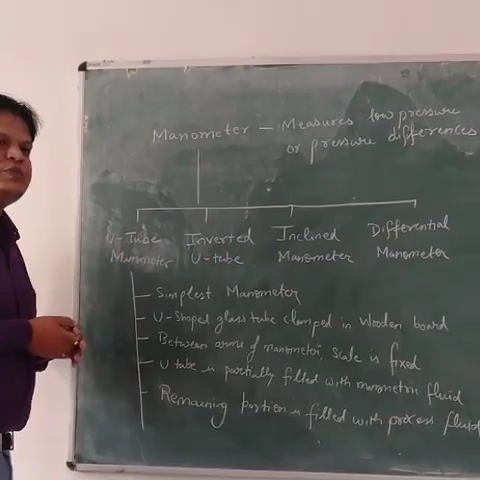 Manometer — Measures low pressure
or pressure differences
U-Tube Manometer
Inverted U-tube
Inclined Manometer
Differential Manometer
— Simplest Manometer
— U-Shaped glass tube clamped in wooden board
— Between arms of manometer, scale is fixed
— U tube is partially filled with manometric fluid
— Remaining portion is filled with process fluid